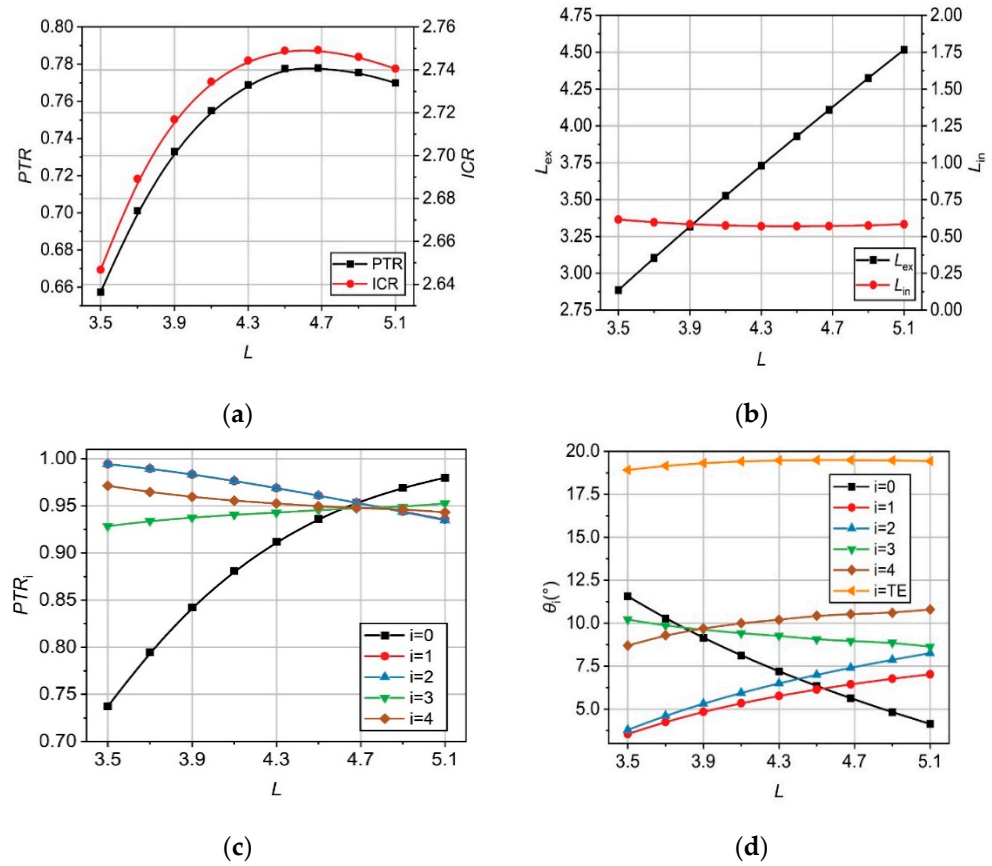 0.80
0.78
0.76
0.74
0.72
0.70
0.68
0.66
PTR
2.76
2.74
2.72
2.70
2.68
2.66
2.64
ICR
PTR
ICR
3.5 3.9 4.3 4.7 5.1
L
(a)
4.75
4.50
4.25
4.00
3.75
3.50
3.25
3.00
2.75
L_ex
2.00
1.75
1.50
1.25
1.00
0.75
0.50
0.25
0.00
L_in
L_ex
L_in
3.5 3.9 4.3 4.7 5.1
L
(b)
1.00
0.95
0.90
0.85
0.80
0.75
0.70
PTR_i
i=0
i=1
i=2
i=3
i=4
3.5 3.9 4.3 4.7 5.1
L
(c)
20.0
17.5
15.0
12.5
10.0
7.5
5.0
θ_i(°)
i=0
i=1
i=2
i=3
i=4
i=TE
3.5 3.9 4.3 4.7 5.1
L
(d)